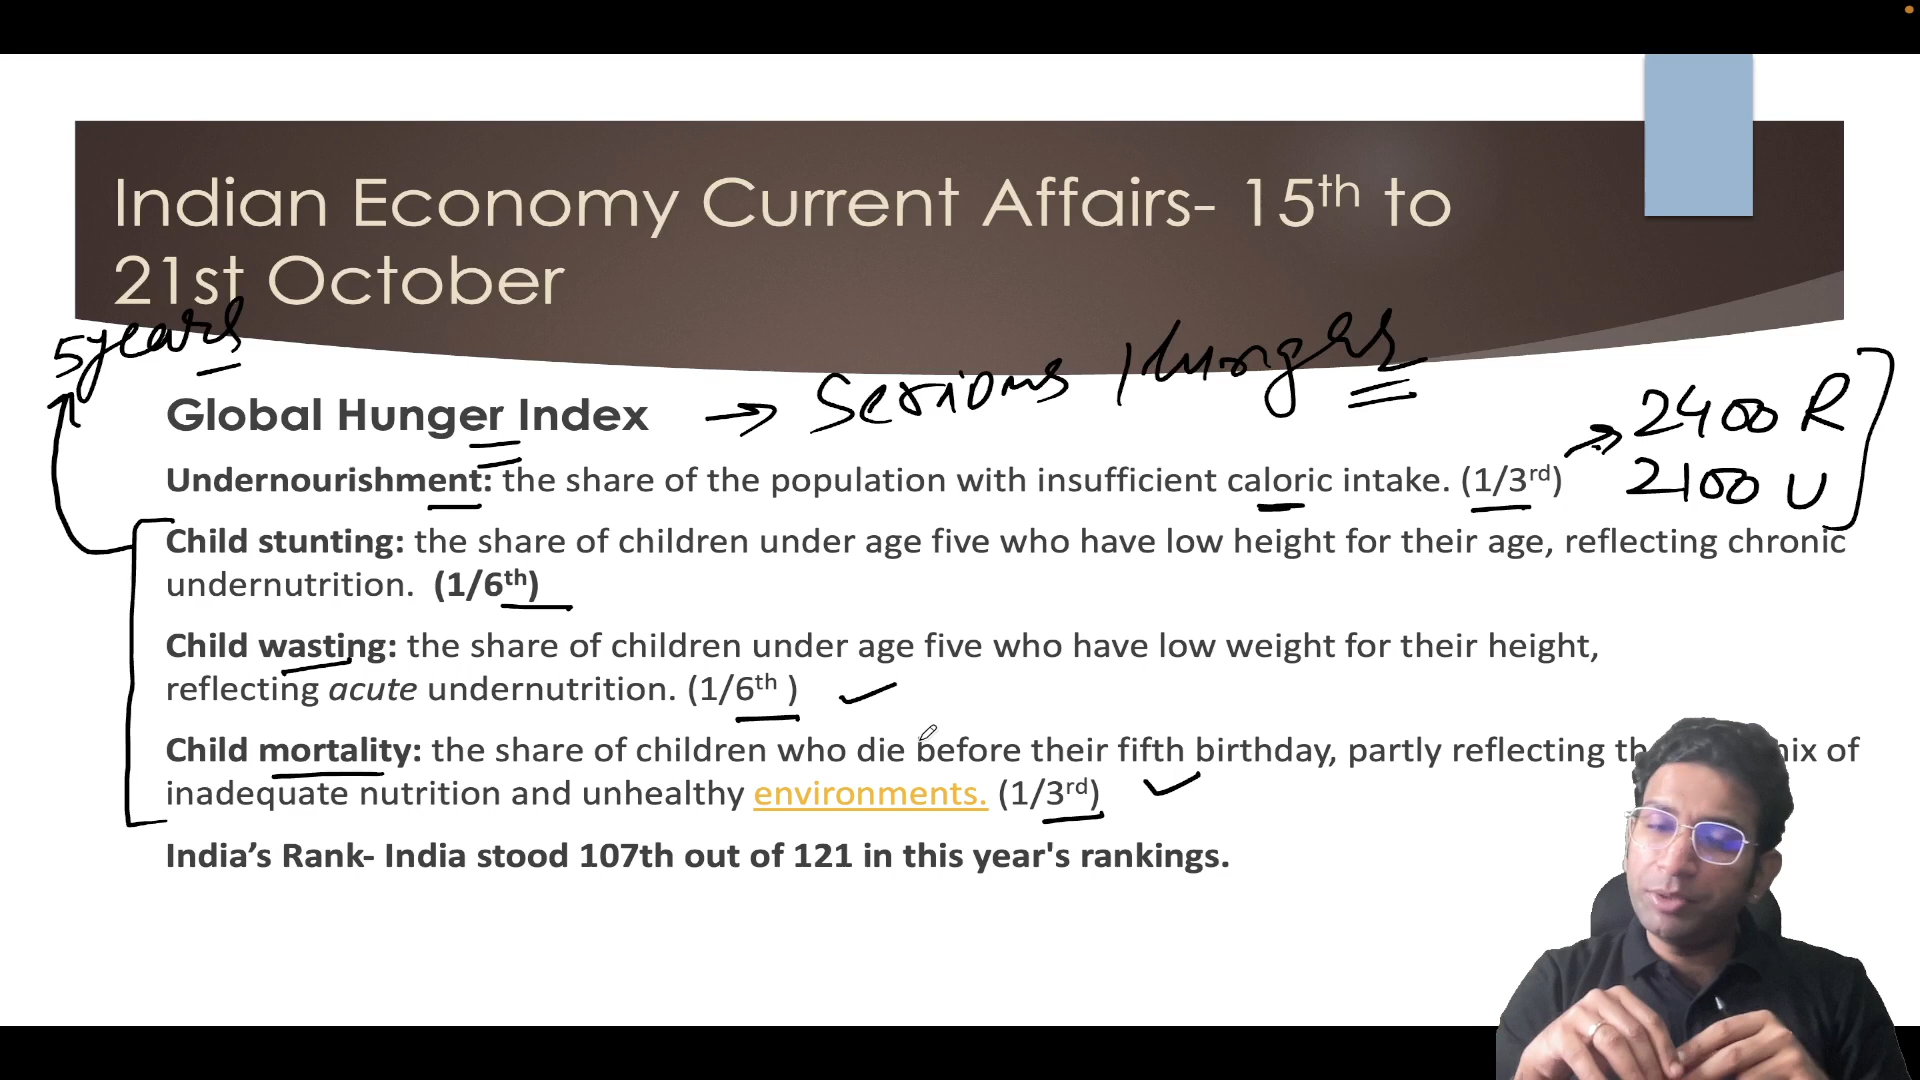 Indian Economy Current Affairs- 15th to
21st October
5years
Global Hunger Index → Serious Hunger
2400 R
Undernourishment: the share of the population with insufficient caloric intake. (1/3rd)
2100 U
Child stunting: the share of children under age five who have low height for their age, reflecting chronic
undernutrition. (1/6th)
Child wasting: the share of children under age five who have low weight for their height,
reflecting acute undernutrition. (1/6th )
Child mortality: the share of children who die before their fifth birthday, partly reflecting
inadequate nutrition and unhealthy environments. (1/3rd)
India’s Rank- India stood 107th out of 121 in this year's rankings.